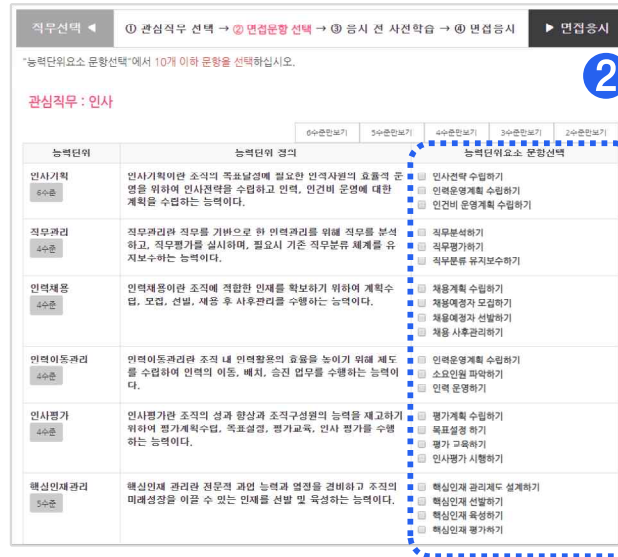 직무선택 ◀ ① 관심직무 선택 → ② 면접문항 선택 → ③ 응시 전 사전학습 → ④ 면접응시 ▶ 면접응시
"능력단위요소 문항선택"에서 10개 이하 문항을 선택하십시오.
2
관심직무 : 인사
6수준만보기 5수준만보기 4수준만보기 3수준만보기 2수준만보기
능력단위 능력단위 정의 능력단위요소 문항선택
인사기획
6수준
인사기획이란 조직의 목표달성에 필요한 인적자원의 효율적 운
영을 위하여 인사전략을 수립하고 인력, 인건비 운영에 대한
계획을 수립하는 능력이다.
인사전략 수립하기
인력운영계획 수립하기
인건비 운영계획 수립하기
직무관리
4수준
직무관리란 직무를 기반으로 한 인력관리를 위해 직무를 분석
하고, 직무평가를 실시하며, 필요시 기존 직무분류 체계를 유
지보수하는 능력이다.
직무분석하기
직무평가하기
직무분류 유지보수하기
인력채용
4수준
인력채용이란 조직에 적합한 인재를 확보하기 위하여 계획수
립, 모집, 선발, 채용 후 사후관리를 수행하는 능력이다.
채용계획 수립하기
채용예정자 모집하기
채용예정자 선발하기
채용 사후관리하기
인력이동관리
4수준
인력이동관리란 조직 내 인력활용의 효율을 높이기 위해 제도
를 수립하여 인력의 이동, 배치, 승진 업무를 수행하는 능력이
다.
인력운영계획 수립하기
소요인원 파악하기
인력 운영하기
인사평가
4수준
인사평가란 조직의 성과 향상과 조직구성원의 능력을 재고하기
위하여 평가계획수립, 목표설정, 평가교육, 인사 평가를 수행
하는 능력이다.
평가계획 수립하기
목표설정 하기
평가 교육하기
인사평가 시행하기
핵심인재관리
5수준
핵심인재 관리란 전문적 과업 능력과 열정을 겸비하고 조직의
미래성장을 이끌 수 있는 인재를 선발 및 육성하는 능력이다.
핵심인재 관리제도 설계하기
핵심인재 선발하기
핵심인재 육성하기
핵심인재 평가하기